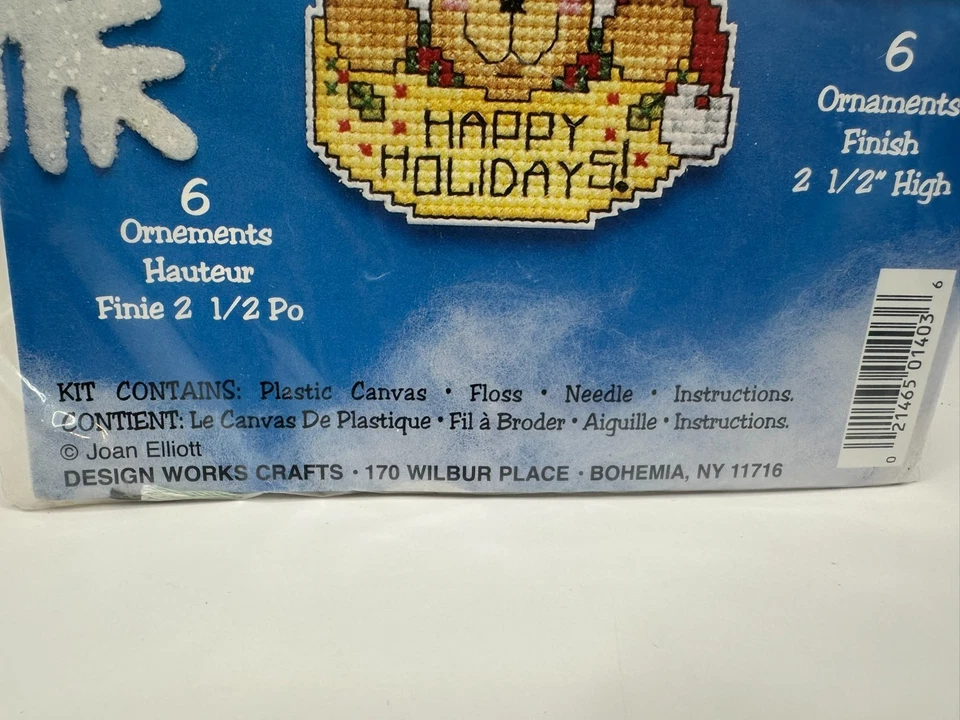 HAPPY
HOLIDAYS!
6
Ornaments
Finish
2 1/2" High
6
Ornements
Hauteur
Finie 2 1/2 Po
KIT CONTAINS: Plastic Canvas • Floss • Needle • Instructions.
CONTIENT: Le Canvas De Plastique • Fil à Broder • Aiguille • Instructions.
© Joan Elliott
DESIGN WORKS CRAFTS • 170 WILBUR PLACE • BOHEMIA, NY 11716
0 21465 01403 6